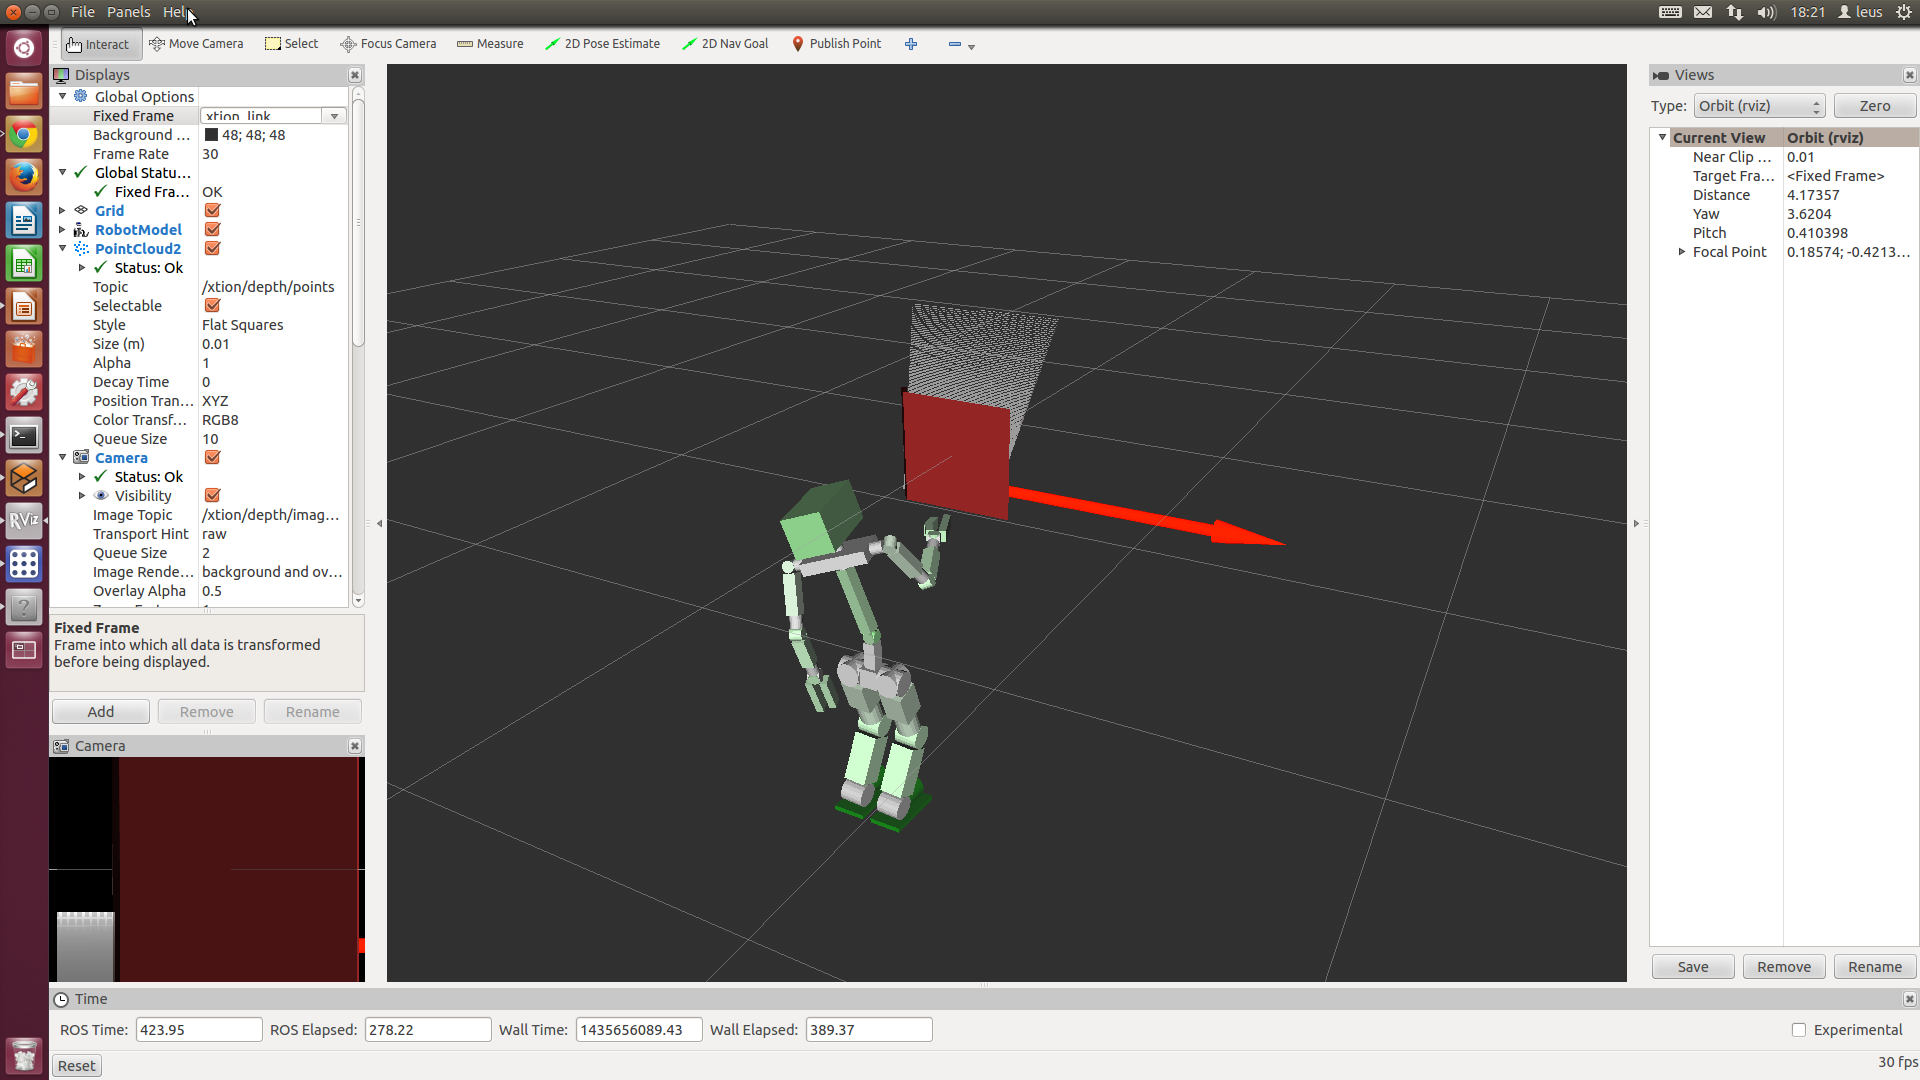 File Panels Help
18:21 leus
Interact Move Camera Select Focus Camera Measure 2D Pose Estimate 2D Nav Goal Publish Point
Displays
Global Options
Fixed Frame xtion_link
Background ... 48; 48; 48
Frame Rate 30
Global Statu...
Fixed Fra... OK
Grid
RobotModel
PointCloud2
Status: Ok
Topic /xtion/depth/points
Selectable
Style Flat Squares
Size (m) 0.01
Alpha 1
Decay Time 0
Position Tran... XYZ
Color Transf... RGB8
Queue Size 10
Camera
Status: Ok
Visibility
Image Topic /xtion/depth/imag...
Transport Hint raw
Queue Size 2
Image Rende... background and ov...
Overlay Alpha 0.5
Fixed Frame
Frame into which all data is transformed
before being displayed.
Add Remove Rename
Camera
RViz
Views
Type: Orbit (rviz) Zero
Current View Orbit (rviz)
Near Clip ... 0.01
Target Fra... <Fixed Frame>
Distance 4.17357
Yaw 3.6204
Pitch 0.410398
Focal Point 0.18574; -0.4213...
Save Remove Rename
Time
ROS Time: 423.95 ROS Elapsed: 278.22 Wall Time: 1435656089.43 Wall Elapsed: 389.37 Experimental
Reset
30 fps